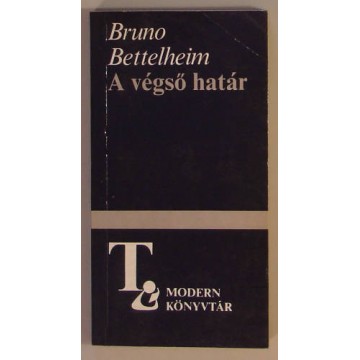 Bruno
Bettelheim
A végső határ
MODERN
KÖNYVTÁR